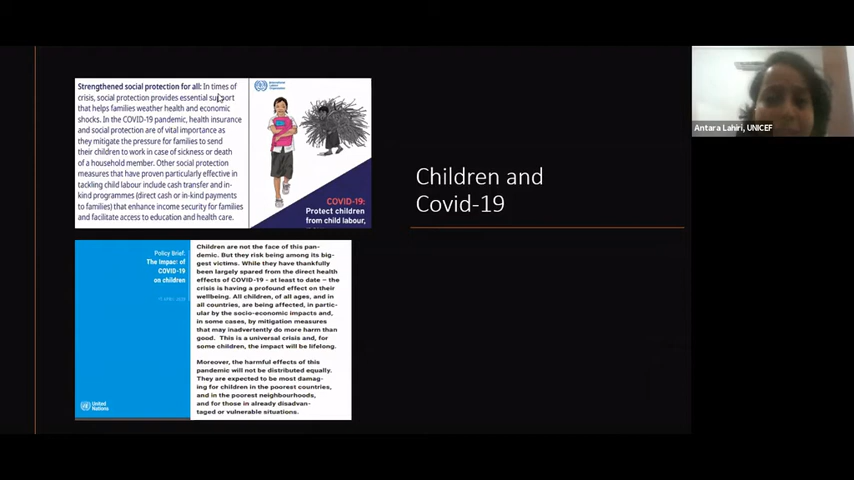 Strengthened social protection for all: In times of
crisis, social protection provides essential support
that helps families weather health and economic
shocks. In the COVID-19 pandemic, health insurance
and social protection are of vital importance as
they mitigate the pressure for families to send
their children to work in case of sickness or death
of a household member. Other social protection
measures that have proven particularly effective in
tackling child labour include cash transfer and in-
kind programmes (direct cash or in-kind payments
to families) that enhance income security for families
and facilitate access to education and health care.
International
Labour
Organization
COVID-19:
Protect children
from child labour,
Children and
Covid-19
Antara Lahiri, UNICEF
Policy Brief:
The Impact of
COVID-19
on children
United
Nations
Children are not the face of this pan-
demic. But they risk being among its big-
gest victims. While they have thankfully
been largely spared from the direct health
effects of COVID-19 - at least to date – the
crisis is having a profound effect on their
wellbeing. All children, of all ages, and in
all countries, are being affected, in partic-
ular by the socio-economic impacts and,
in some cases, by mitigation measures
that may inadvertently do more harm than
good. This is a universal crisis and, for
some children, the impact will be lifelong.
Moreover, the harmful effects of this
pandemic will not be distributed equally.
They are expected to be most damag-
ing for children in the poorest countries,
and in the poorest neighbourhoods,
and for those in already disadvan-
taged or vulnerable situations.